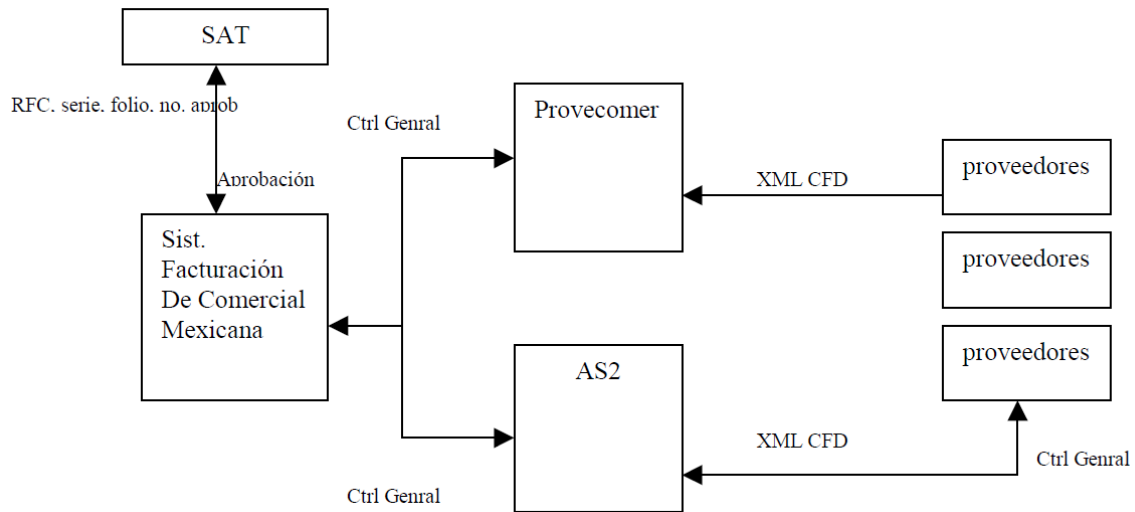 SAT
RFC, serie, folio, no. aprob
Aprobación
Sist.
Facturación
De Comercial
Mexicana
Ctrl Genral
Provecomer
XML CFD
proveedores
proveedores
proveedores
AS2
XML CFD
Ctrl Genral
Ctrl Genral